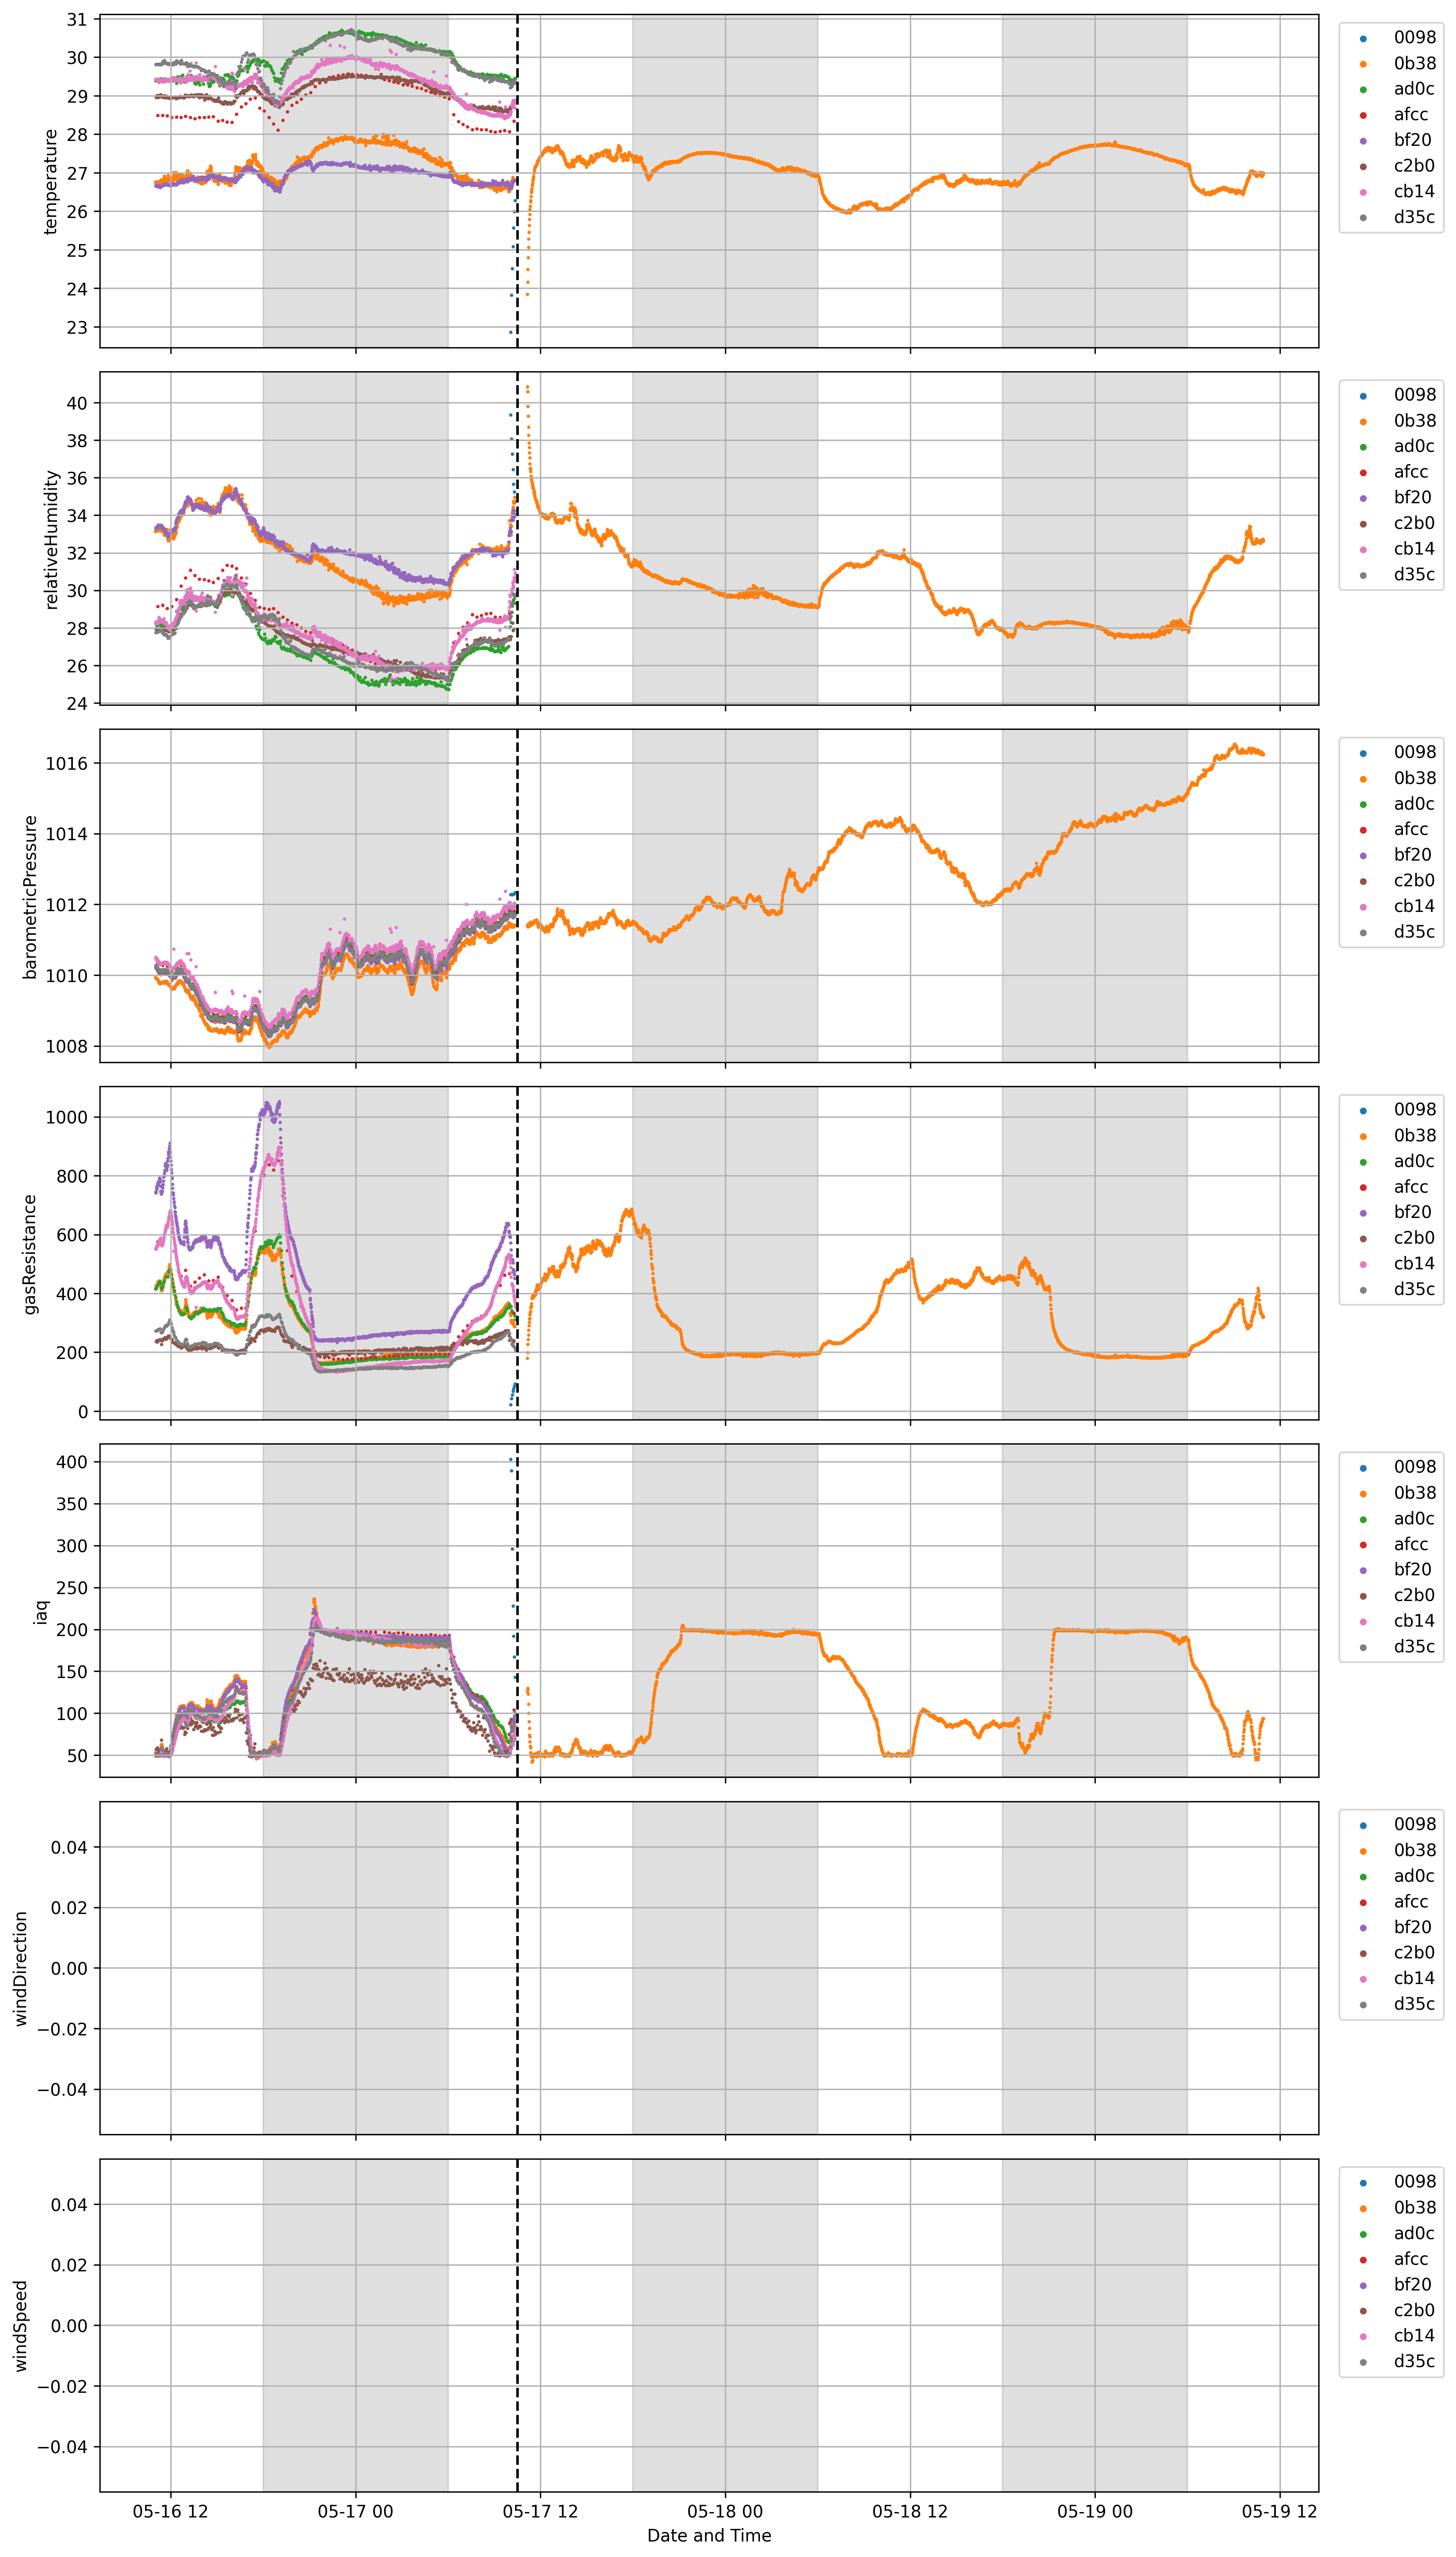 temperature
31
30
29
28
27
26
25
24
23
0098
0b38
ad0c
afcc
bf20
c2b0
cb14
d35c
relativeHumidity
40
38
36
34
32
30
28
26
24
0098
0b38
ad0c
afcc
bf20
c2b0
cb14
d35c
barometricPressure
1016
1014
1012
1010
1008
0098
0b38
ad0c
afcc
bf20
c2b0
cb14
d35c
gasResistance
1000
800
600
400
200
0
0098
0b38
ad0c
afcc
bf20
c2b0
cb14
d35c
iaq
400
350
300
250
200
150
100
50
0098
0b38
ad0c
afcc
bf20
c2b0
cb14
d35c
windDirection
0.04
0.02
0.00
−0.02
−0.04
0098
0b38
ad0c
afcc
bf20
c2b0
cb14
d35c
windSpeed
0.04
0.02
0.00
−0.02
−0.04
0098
0b38
ad0c
afcc
bf20
c2b0
cb14
d35c
05-16 12 05-17 00 05-17 12 05-18 00 05-18 12 05-19 00 05-19 12
Date and Time